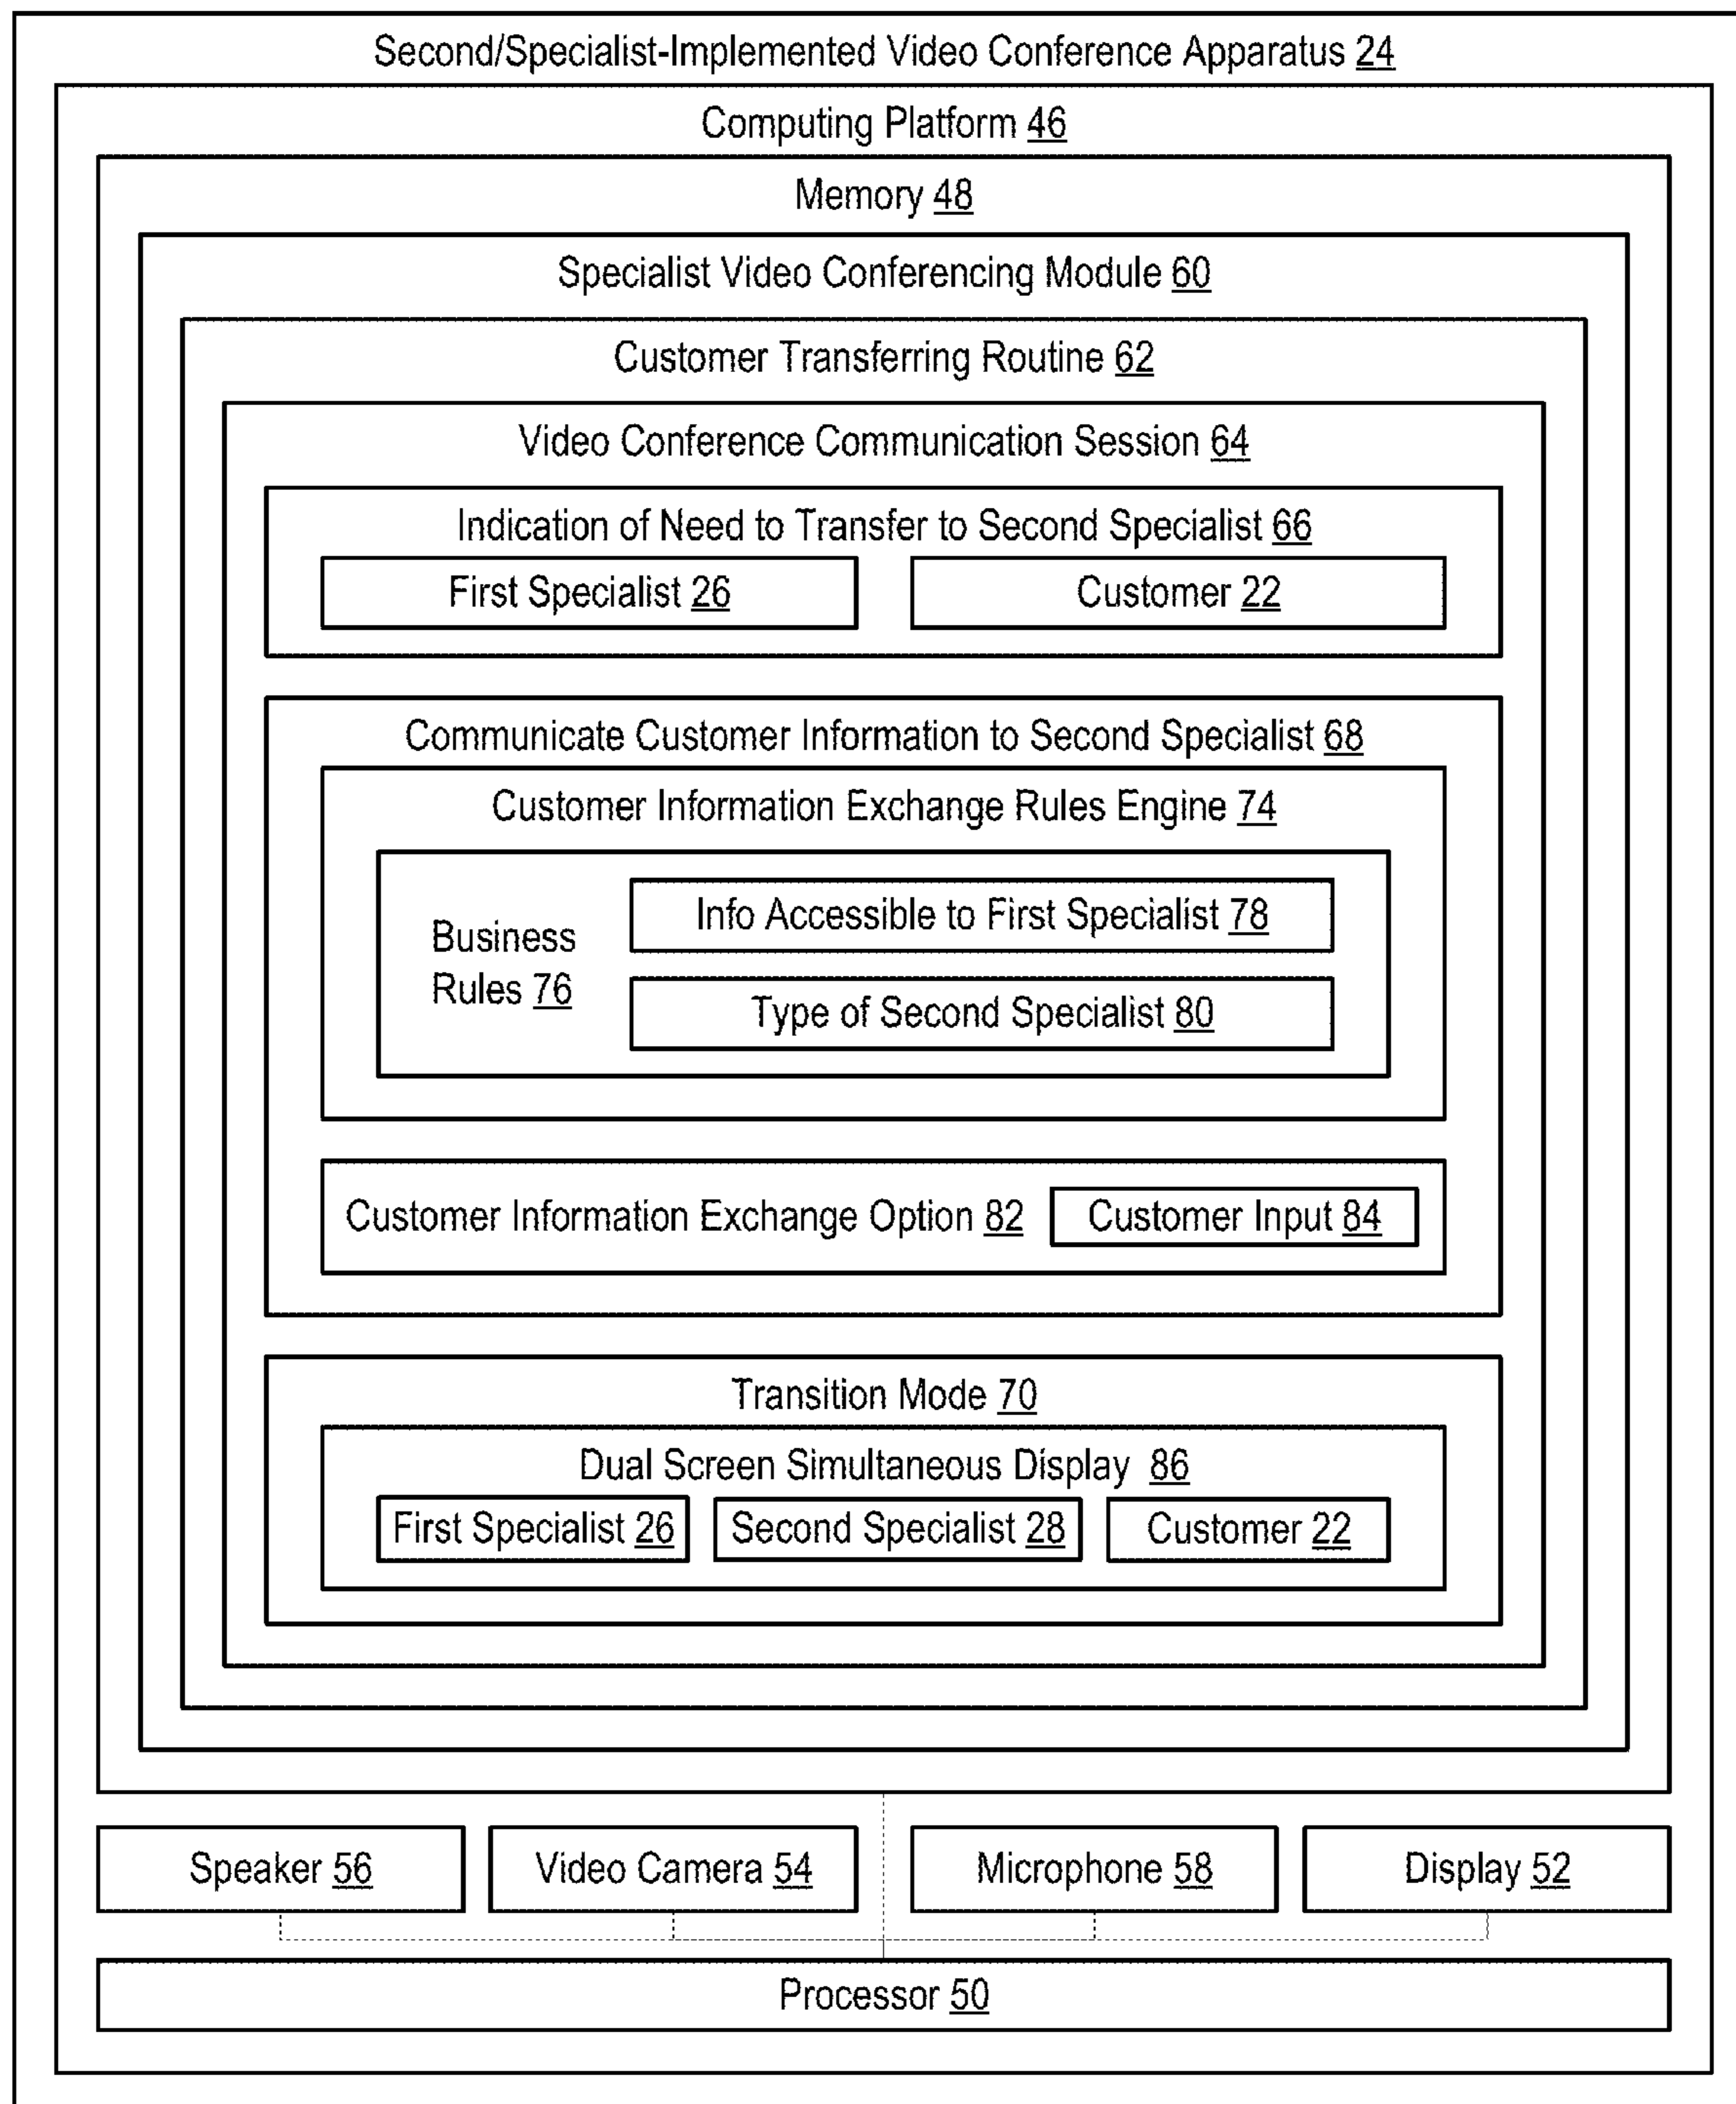 Second/Specialist-Implemented Video Conference Apparatus 24
Computing Platform 46
Memory 48
Specialist Video Conferencing Module 60
Customer Transferring Routine 62
Video Conference Communication Session 64
Indication of Need to Transfer to Second Specialist 66
First Specialist 26
Customer 22
Communicate Customer Information to Second Specialist 68
Customer Information Exchange Rules Engine 74
Business
Rules 76
Info Accessible to First Specialist 78
Type of Second Specialist 80
Customer Information Exchange Option 82
Customer Input 84
Transition Mode 70
Dual Screen Simultaneous Display 86
First Specialist 26
Second Specialist 28
Customer 22
Speaker 56
Video Camera 54
Microphone 58
Display 52
Processor 50